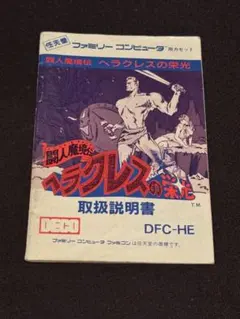 任天堂 ファミリー コンピュータ™用カセット
闘人魔境伝 ヘラクレスの栄光
闘人魔境伝
ヘラクレスの栄光
TM
取扱説明書
DFC-HE
ファミリー コンピュータ ファミコンは任天堂の商標です。